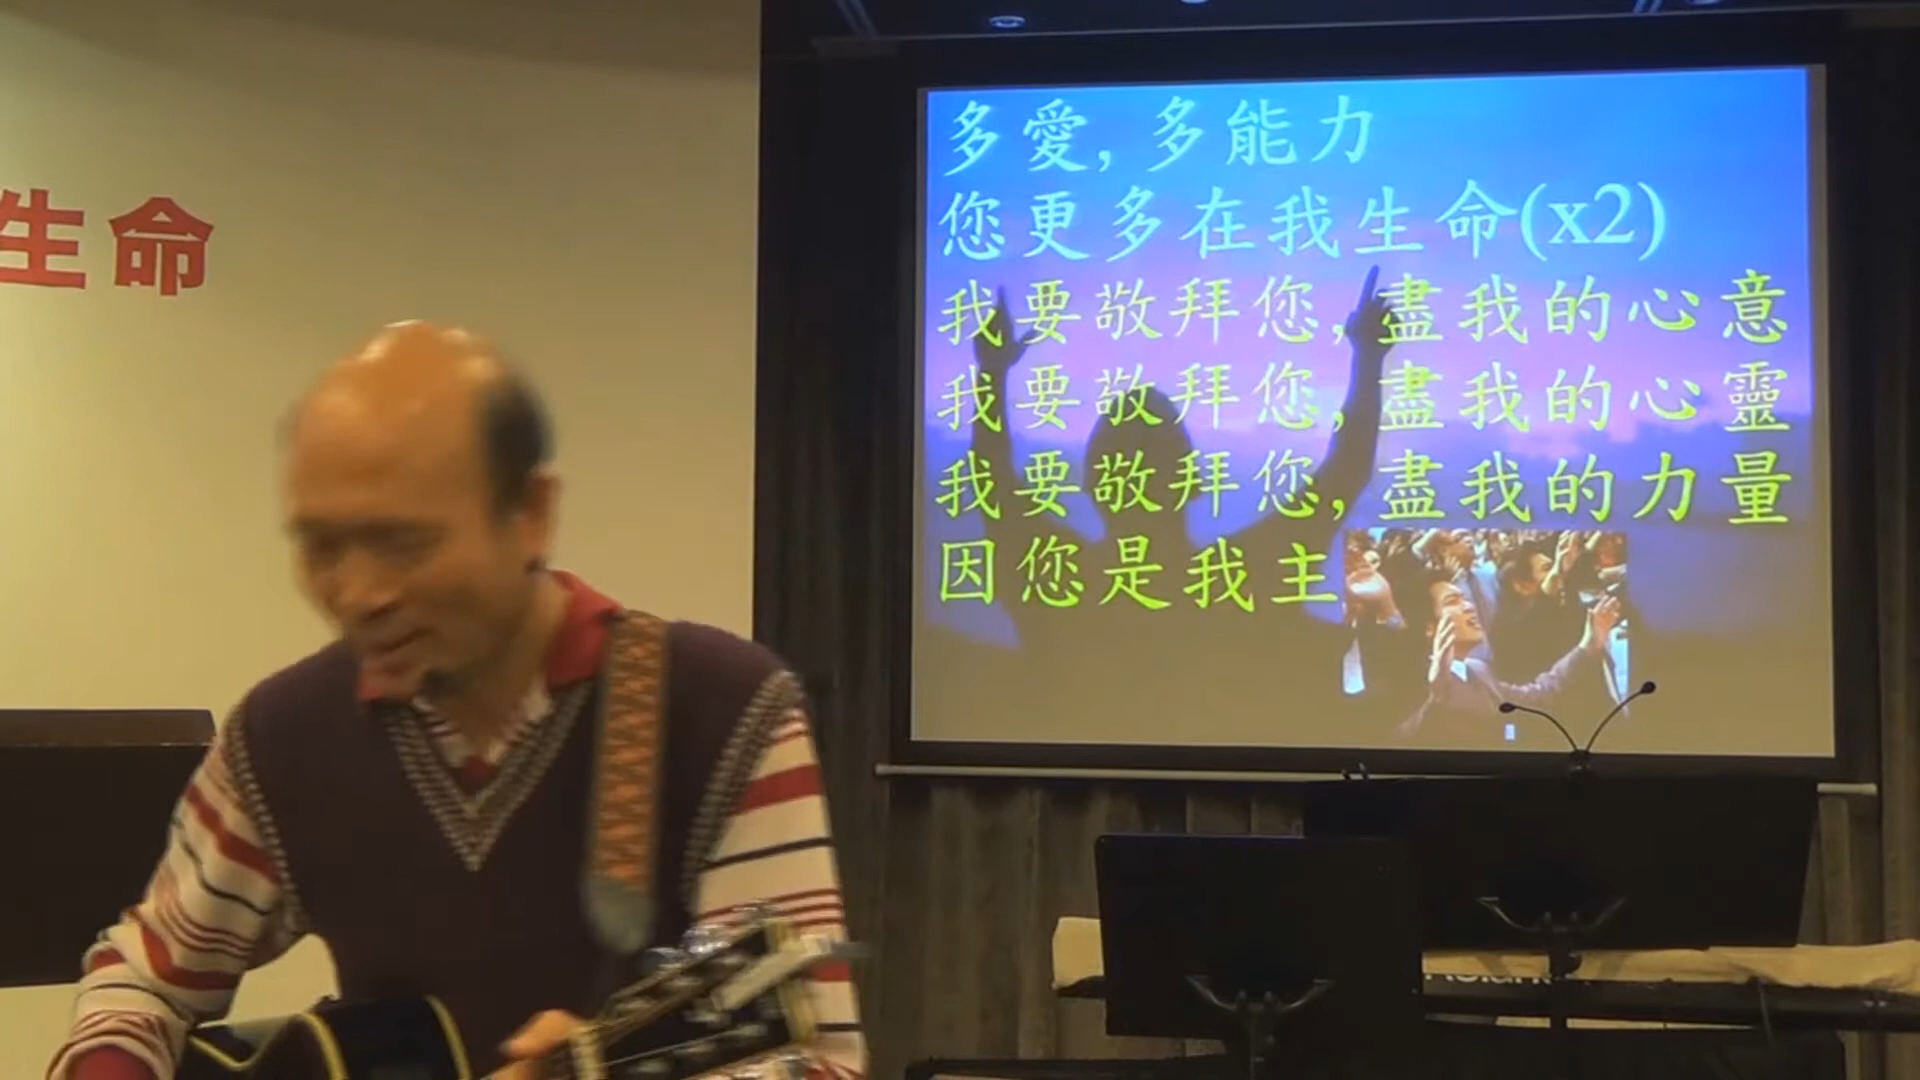 生命
多愛,多能力
您更多在我生命(x2)
我要敬拜您,盡我的心意
我要敬拜您,盡我的心靈
我要敬拜您,盡我的力量
因您是我主